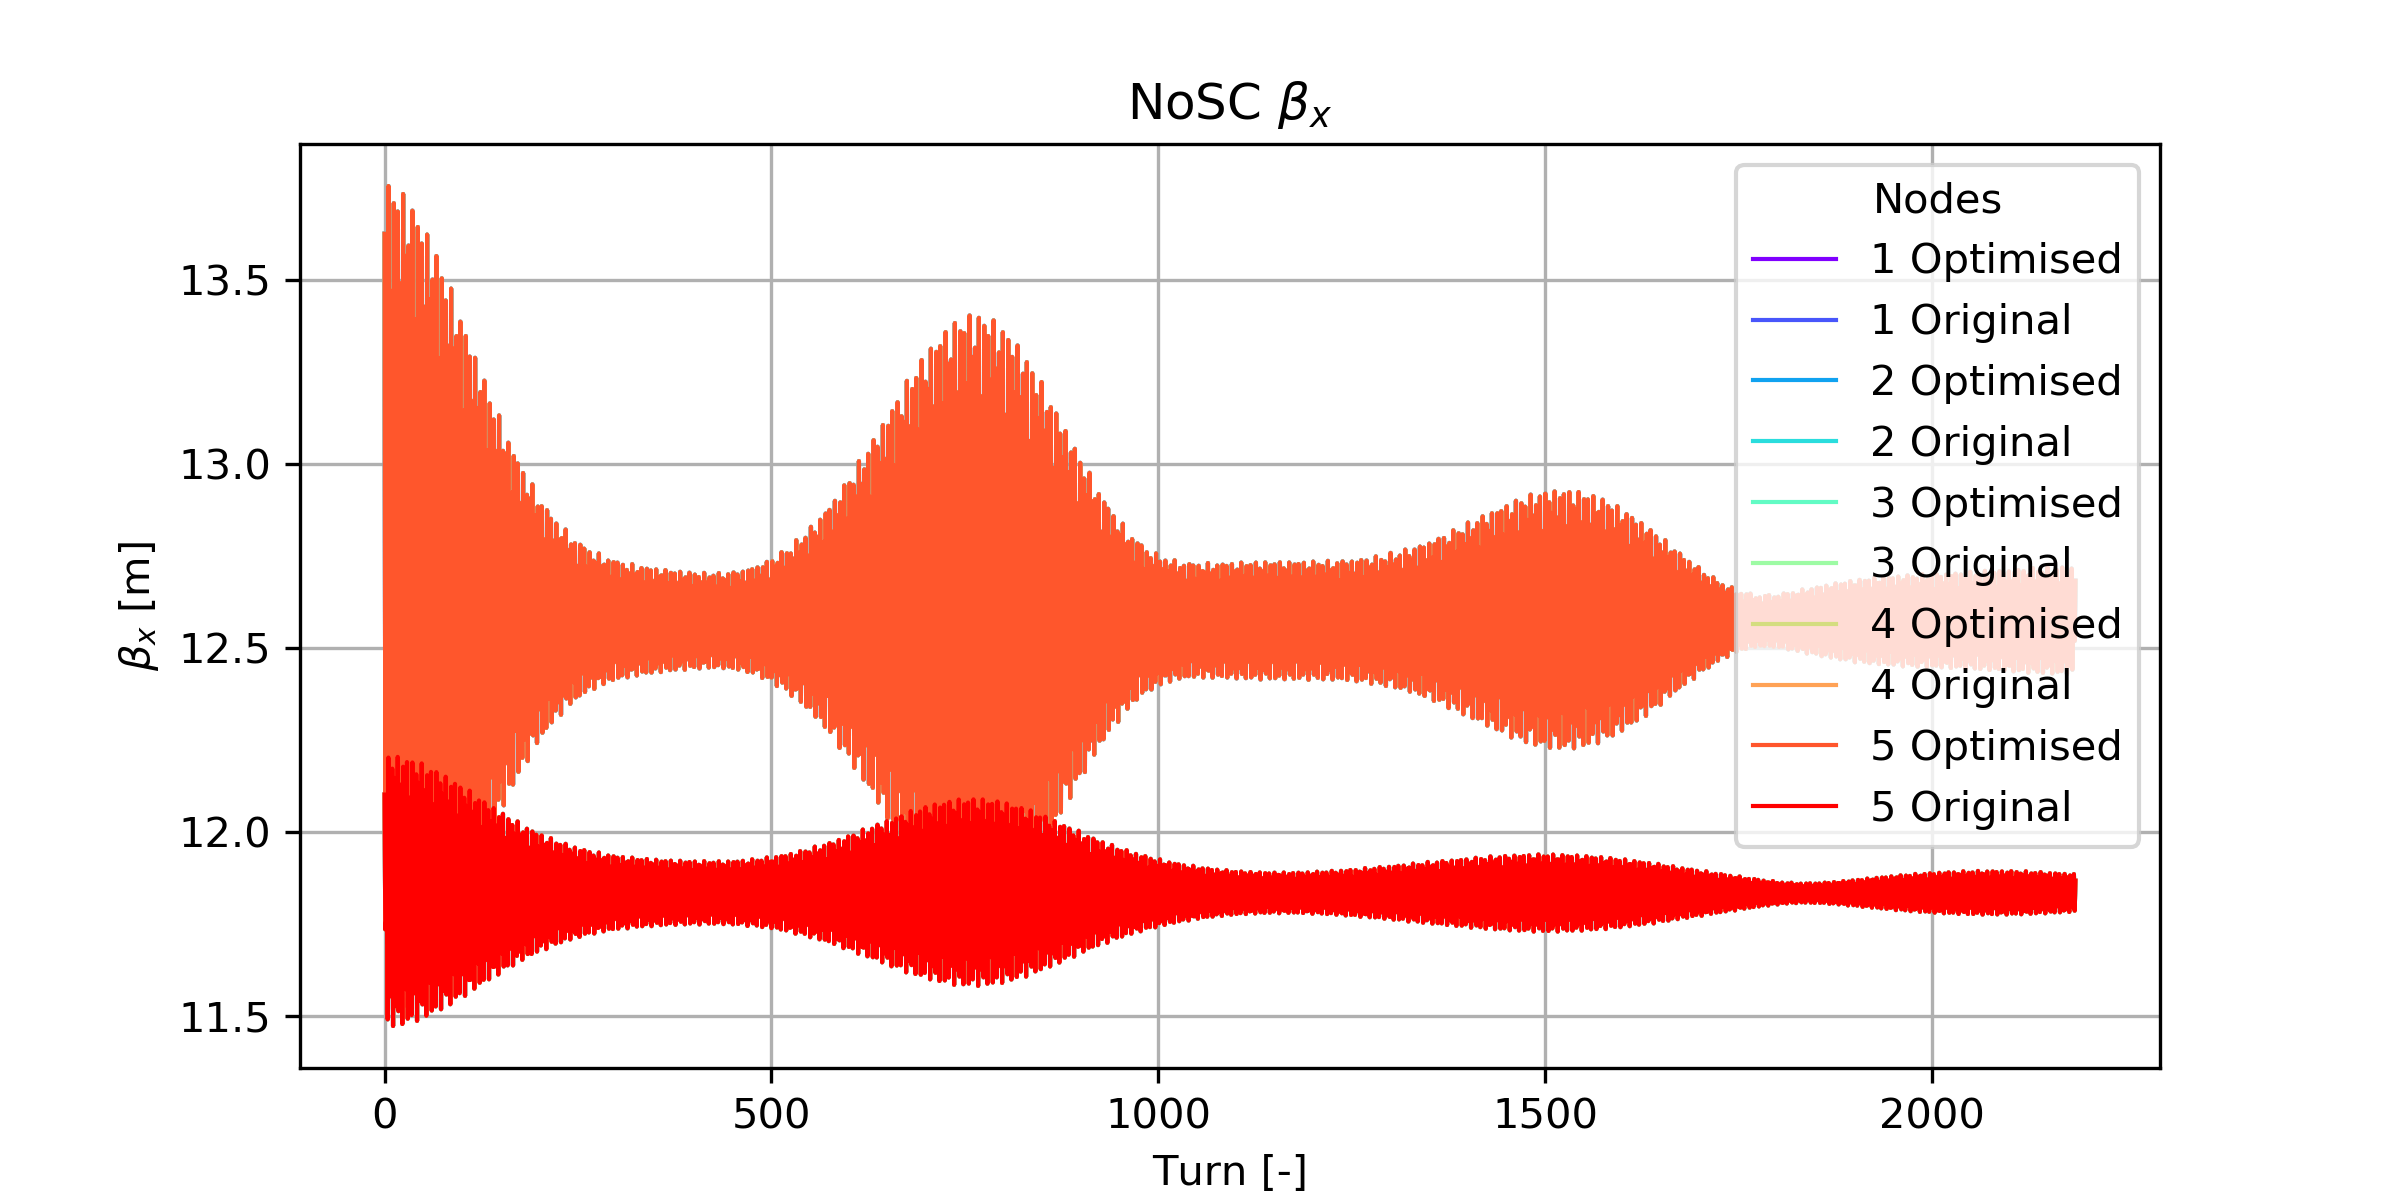 NoSC βx
βx [m]
13.5
13.0
12.5
12.0
11.5
0 500 1000 1500 2000
Turn [-]
Nodes
1 Optimised
1 Original
2 Optimised
2 Original
3 Optimised
3 Original
4 Optimised
4 Original
5 Optimised
5 Original